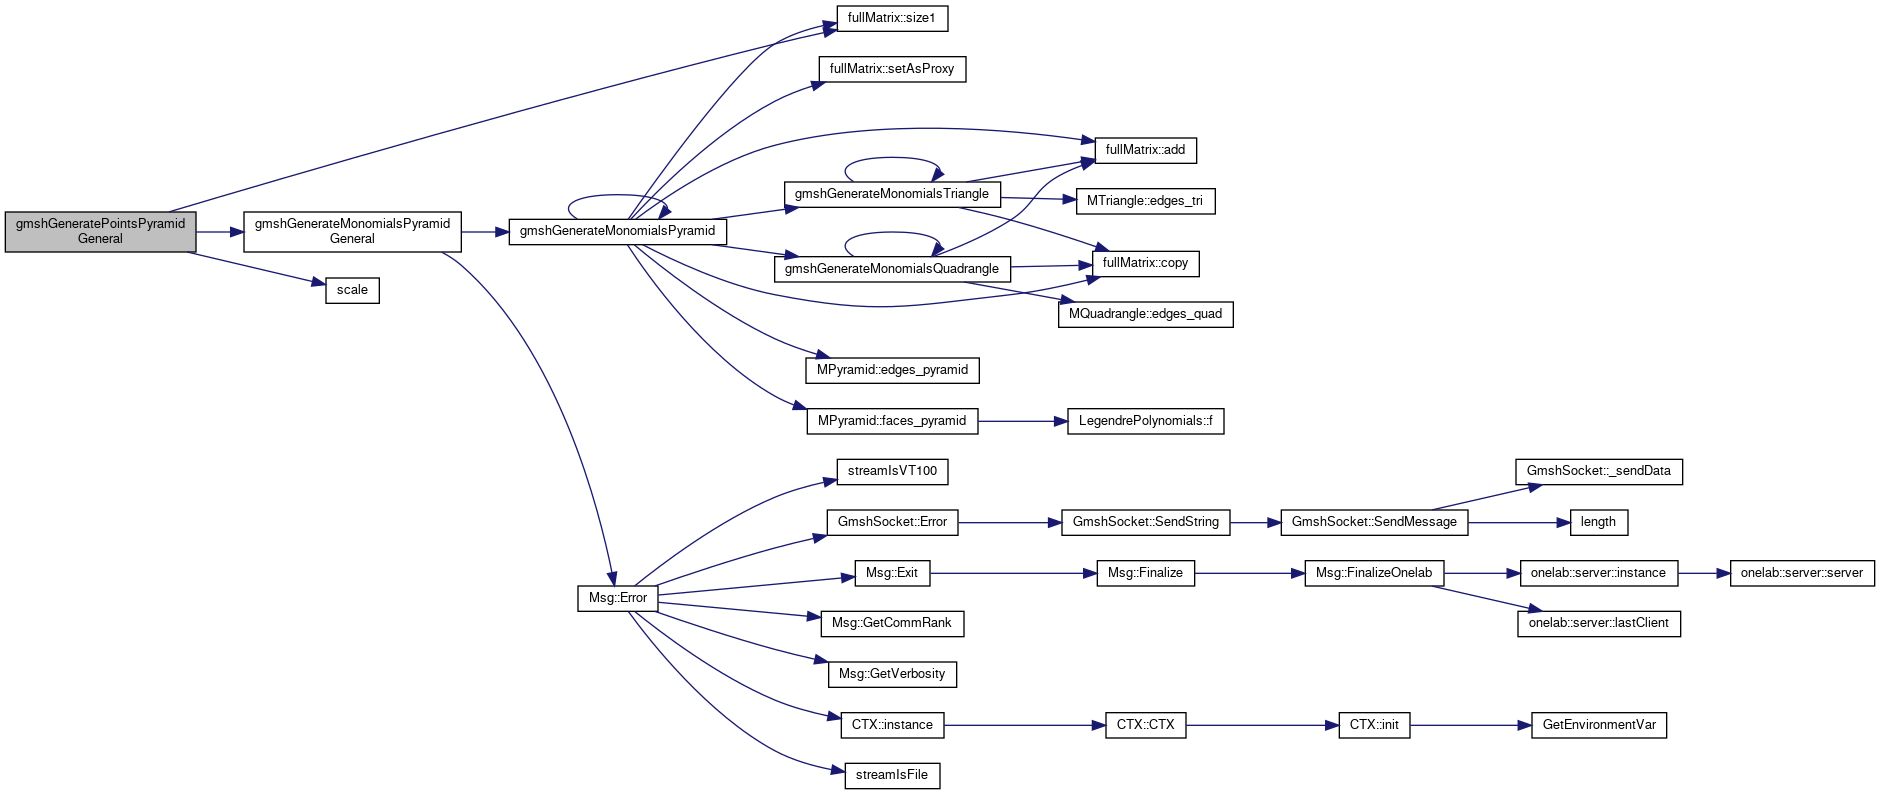 fullMatrix::size1
fullMatrix::setAsProxy
fullMatrix::add
gmshGenerateMonomialsTriangle
MTriangle::edges_tri
gmshGeneratePointsPyramid
General
gmshGenerateMonomialsPyramid
General
gmshGenerateMonomialsPyramid
gmshGenerateMonomialsQuadrangle
fullMatrix::copy
scale
MQuadrangle::edges_quad
MPyramid::edges_pyramid
MPyramid::faces_pyramid
LegendrePolynomials::f
streamIsVT100
GmshSocket::_sendData
GmshSocket::Error
GmshSocket::SendString
GmshSocket::SendMessage
length
Msg::Exit
Msg::Finalize
Msg::FinalizeOnelab
onelab::server::instance
onelab::server::server
Msg::Error
Msg::GetCommRank
onelab::server::lastClient
Msg::GetVerbosity
CTX::instance
CTX::CTX
CTX::init
GetEnvironmentVar
streamIsFile